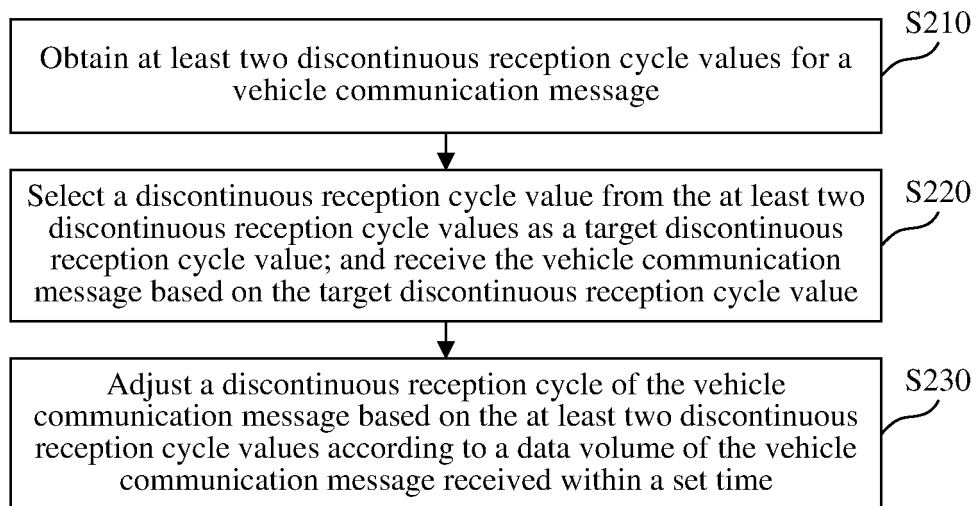 S210
Obtain at least two discontinuous reception cycle values for a
vehicle communication message
S220
Select a discontinuous reception cycle value from the at least two
discontinuous reception cycle values as a target discontinuous
reception cycle value; and receive the vehicle communication
message based on the target discontinuous reception cycle value
S230
Adjust a discontinuous reception cycle of the vehicle
communication message based on the at least two discontinuous
reception cycle values according to a data volume of the vehicle
communication message received within a set time